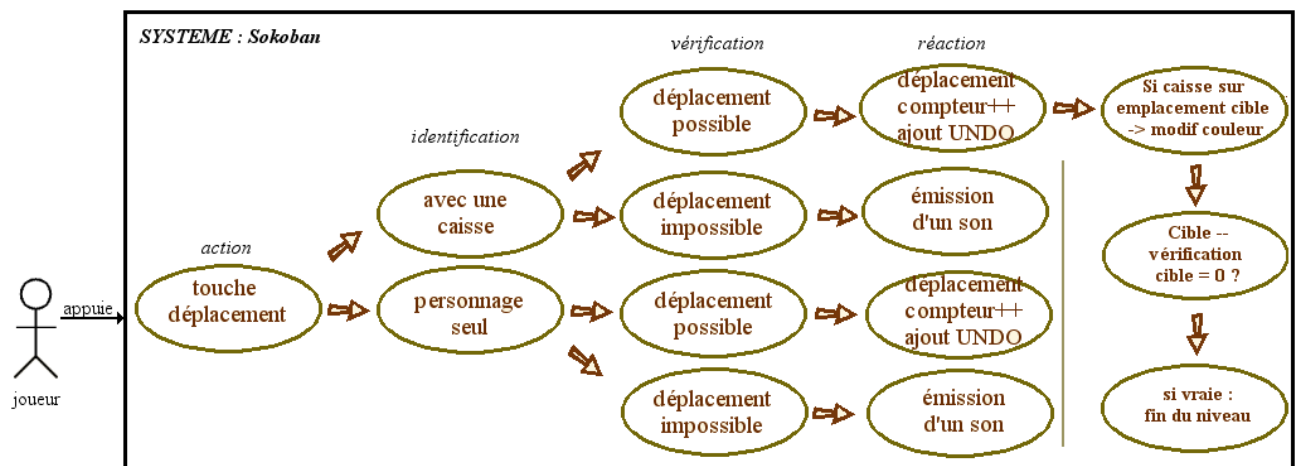 SYSTEME : Sokoban
vérification
réaction
identification
action
appuie
joueur
touche
déplacement
avec une
caisse
personnage
seul
déplacement
possible
déplacement
impossible
déplacement
possible
déplacement
impossible
déplacement
compteur++
ajout UNDO
émission
d'un son
déplacement
compteur++
ajout UNDO
émission
d'un son
Si caisse sur
emplacement cible
-> modif couleur
Cible --
vérification
cible = 0 ?
si vraie :
fin du niveau